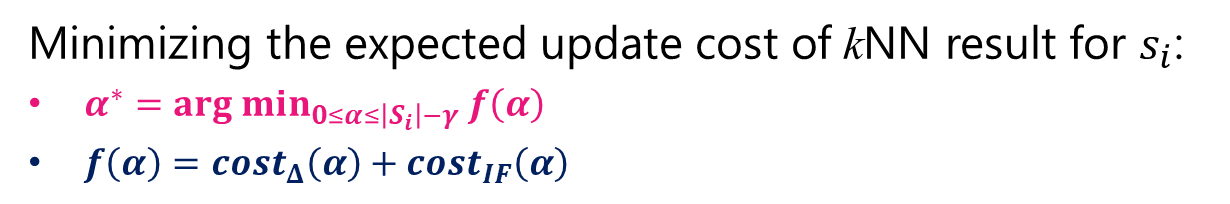 Minimizing the expected update cost of kNN result for sᵢ:
• α* = arg min₀≤α≤|Sᵢ|−γ f(α)
• f(α) = cost_Δ(α) + cost_IF(α)